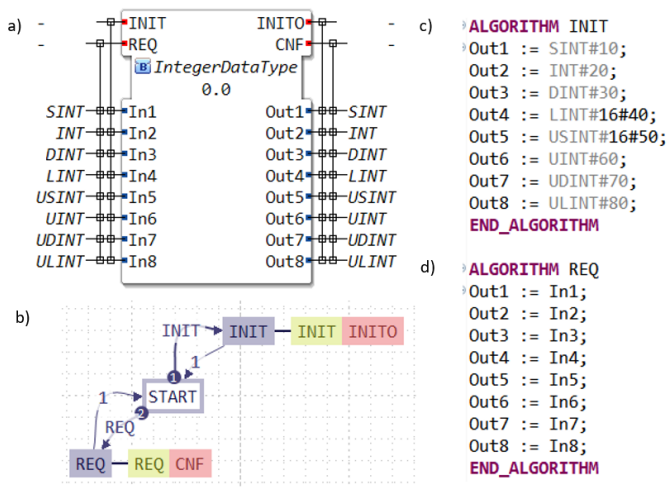 a)
- INIT INITO -
- REQ CNF -
B IntegerDataType
0.0
SINT In1 Out1 SINT
INT In2 Out2 INT
DINT In3 Out3 DINT
LINT In4 Out4 LINT
USINT In5 Out5 USINT
UINT In6 Out6 UINT
UDINT In7 Out7 UDINT
ULINT In8 Out8 ULINT
b)
INIT INIT INIT INITO
1
1
START
1
2
REQ
REQ REQ CNF
c)
ALGORITHM INIT
Out1 := SINT#10;
Out2 := INT#20;
Out3 := DINT#30;
Out4 := LINT#16#40;
Out5 := USINT#16#50;
Out6 := UINT#60;
Out7 := UDINT#70;
Out8 := ULINT#80;
END_ALGORITHM
d)
ALGORITHM REQ
Out1 := In1;
Out2 := In2;
Out3 := In3;
Out4 := In4;
Out5 := In5;
Out6 := In6;
Out7 := In7;
Out8 := In8;
END_ALGORITHM